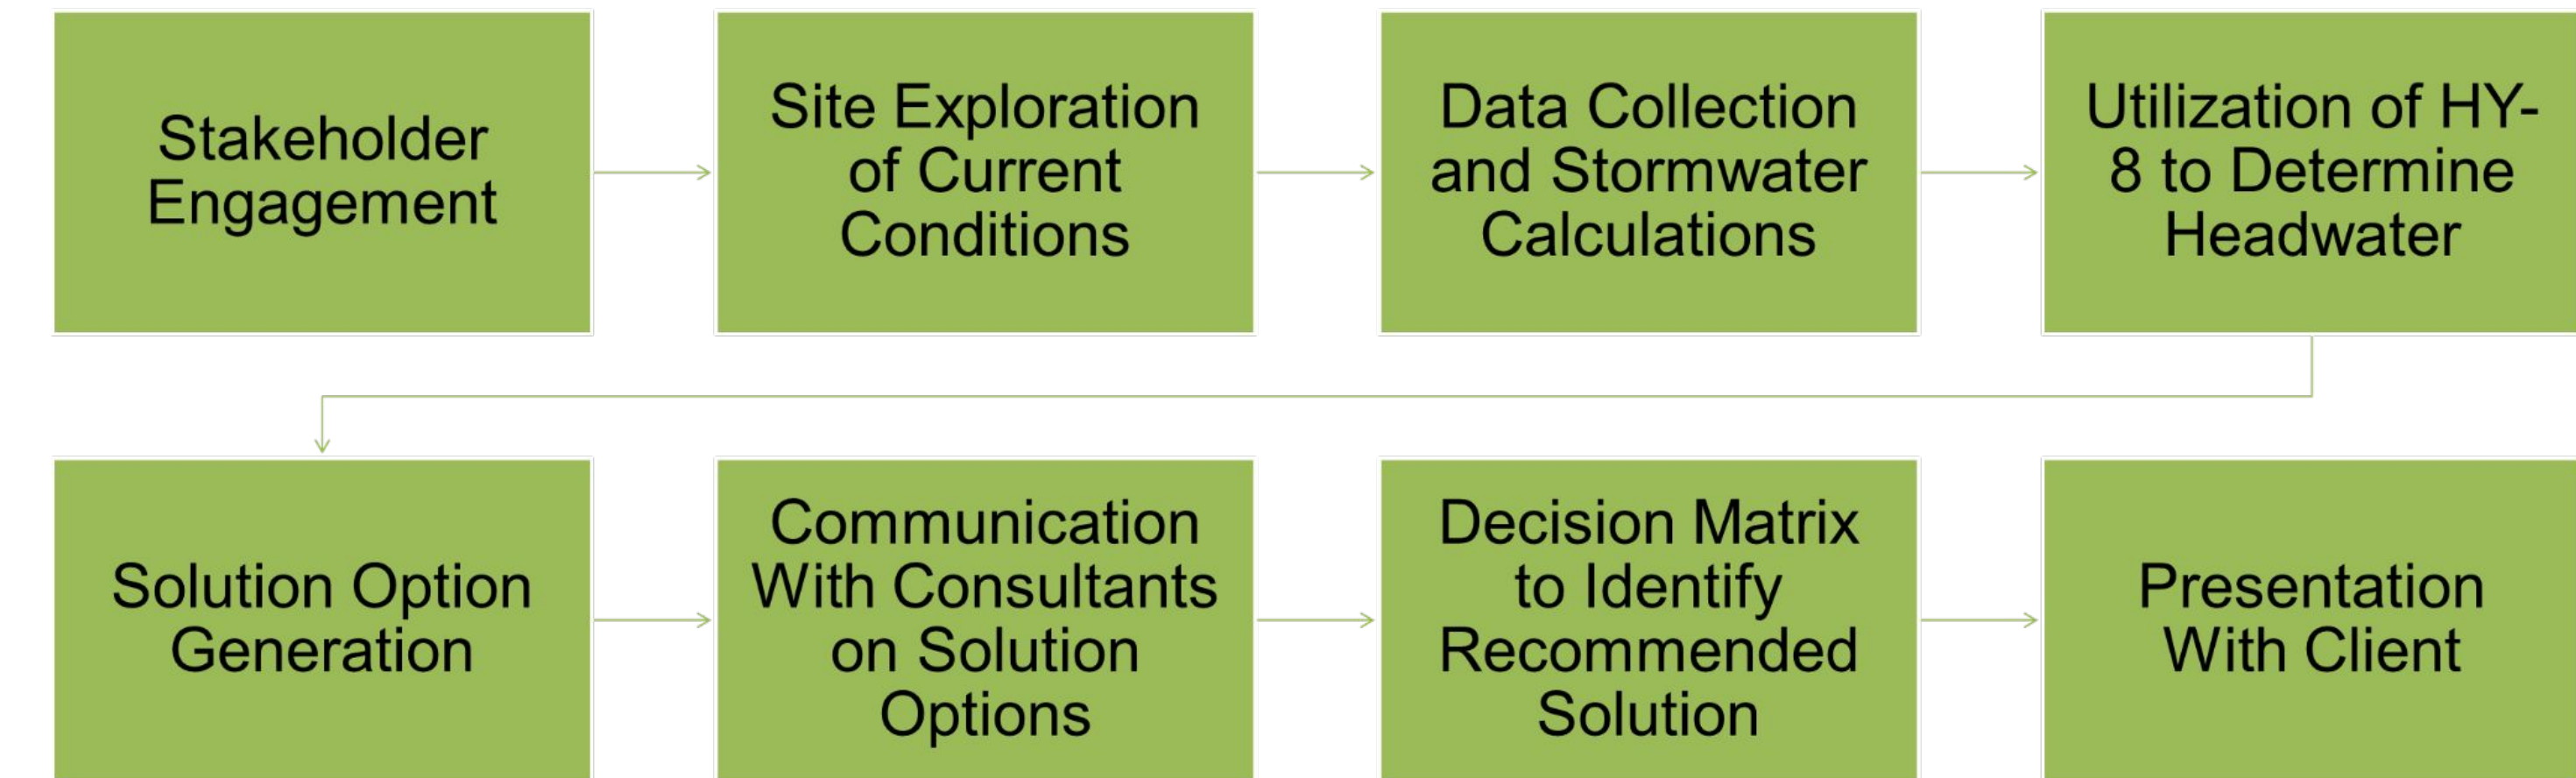 Stakeholder
Engagement
Site Exploration
of Current
Conditions
Data Collection
and Stormwater
Calculations
Utilization of HY-
8 to Determine
Headwater
Solution Option
Generation
Communication
With Consultants
on Solution
Options
Decision Matrix
to Identify
Recommended
Solution
Presentation
With Client